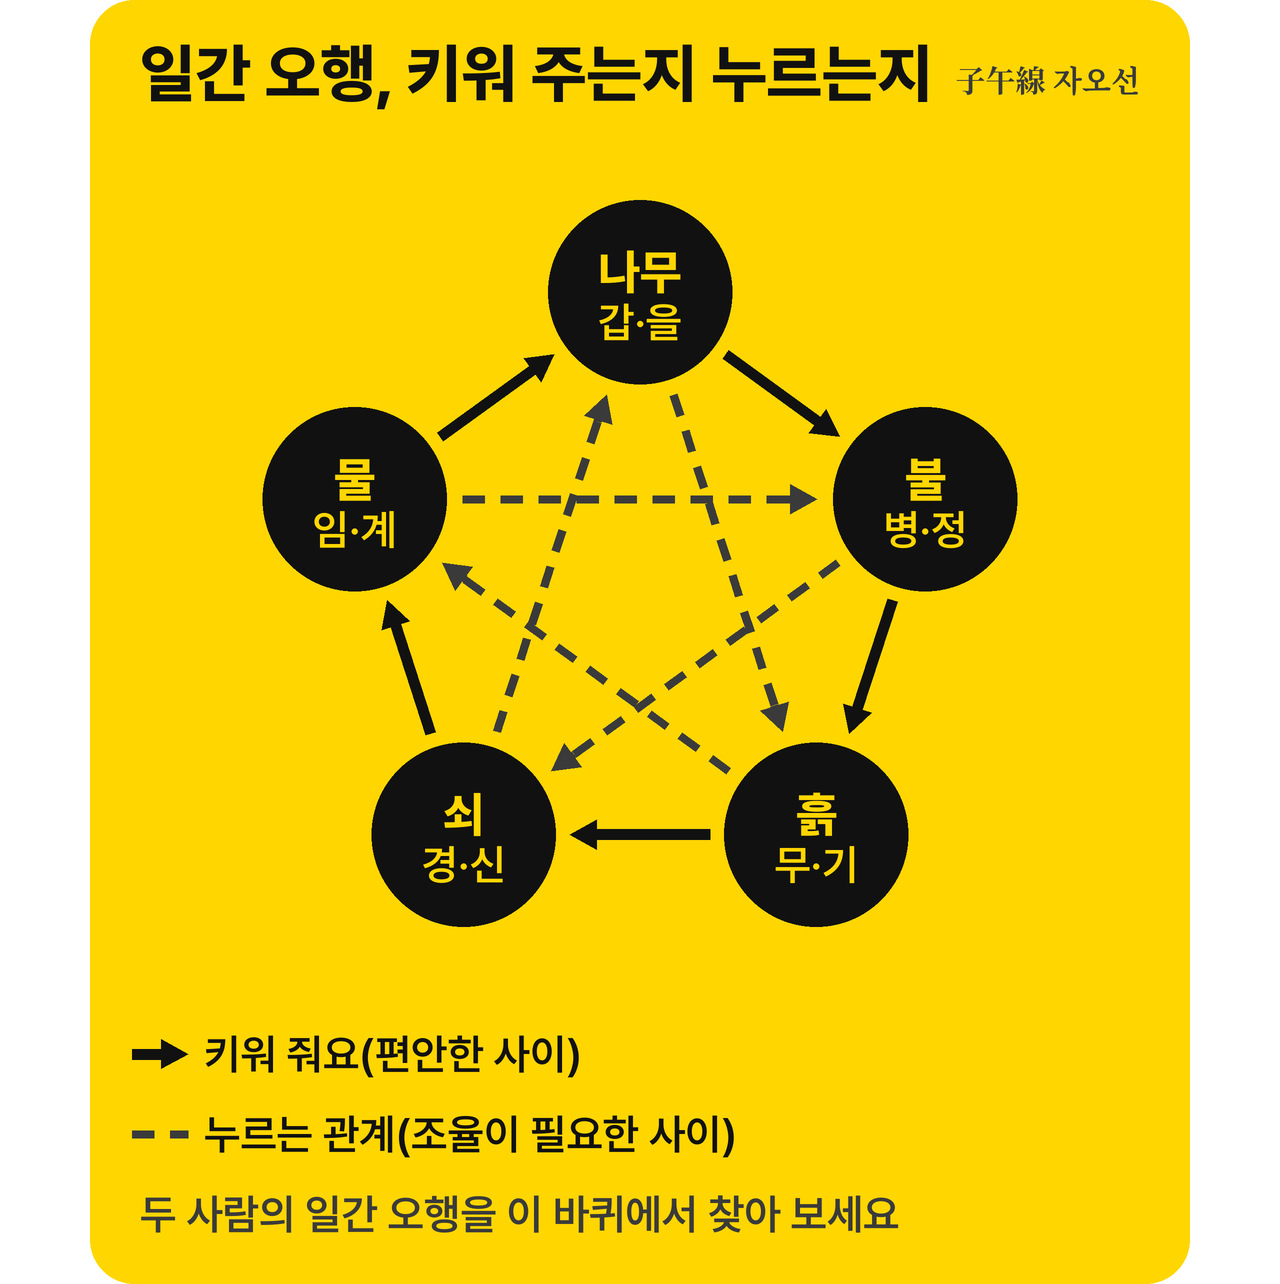 일간 오행, 키워 주는지 누르는지 子午線 자오선
나무
갑·을
물
임·계
불
병·정
쇠
경·신
흙
무·기
키워 줘요(편안한 사이)
누르는 관계(조율이 필요한 사이)
두 사람의 일간 오행을 이 바퀴에서 찾아 보세요